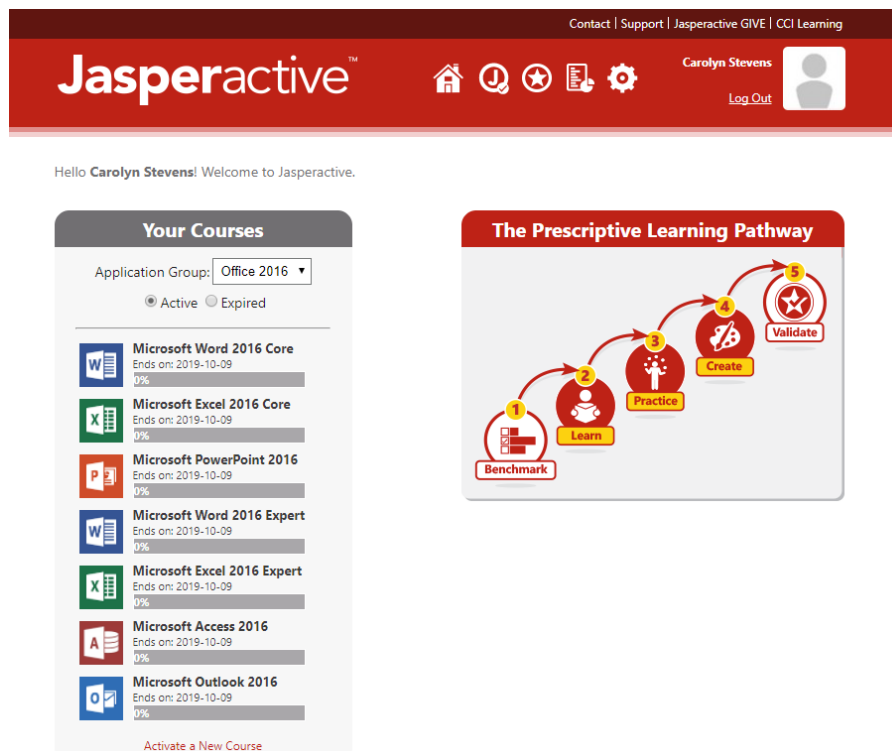 Contact | Support | Jasperactive GIVE | CCI Learning
Jasperactive™
Carolyn Stevens
Log Out
Hello Carolyn Stevens! Welcome to Jasperactive.
Your Courses
Application Group: Office 2016
Active Expired
Microsoft Word 2016 Core
Ends on: 2019-10-09
0%
Microsoft Excel 2016 Core
Ends on: 2019-10-09
0%
Microsoft PowerPoint 2016
Ends on: 2019-10-09
0%
Microsoft Word 2016 Expert
Ends on: 2019-10-09
0%
Microsoft Excel 2016 Expert
Ends on: 2019-10-09
0%
Microsoft Access 2016
Ends on: 2019-10-09
0%
Microsoft Outlook 2016
Ends on: 2019-10-09
0%
Activate a New Course
The Prescriptive Learning Pathway
1
Benchmark
2
Learn
3
Practice
4
Create
5
Validate